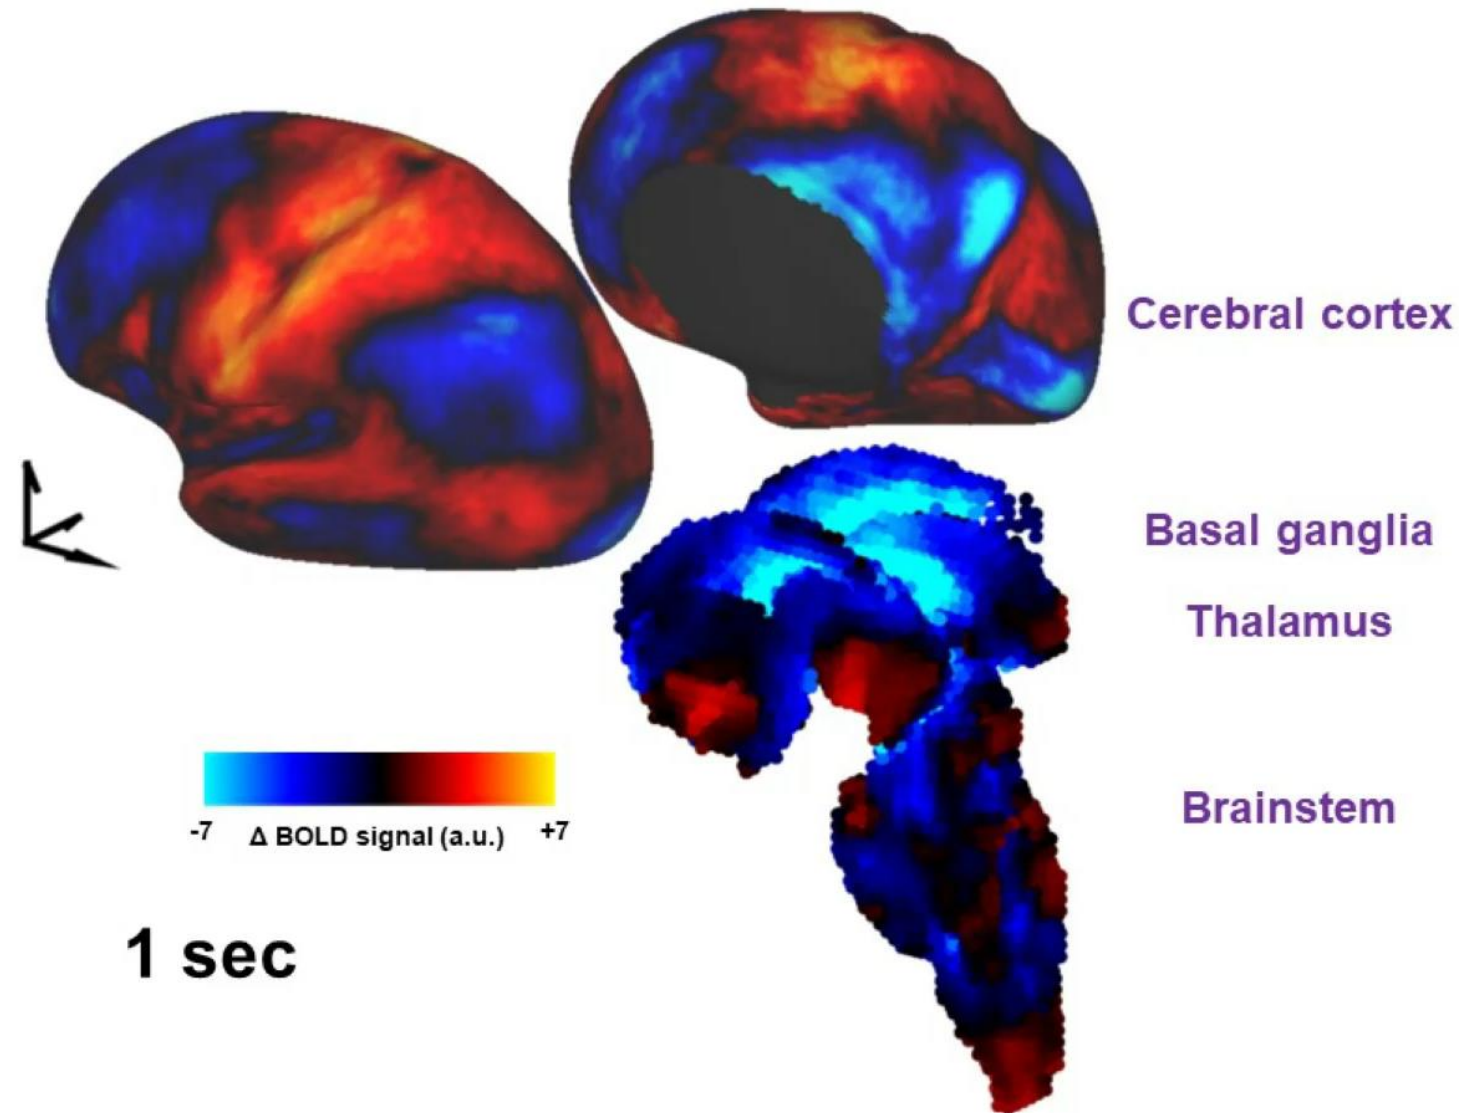 Cerebral cortex
Basal ganglia
Thalamus
-7 Δ BOLD signal (a.u.) +7
Brainstem
1 sec